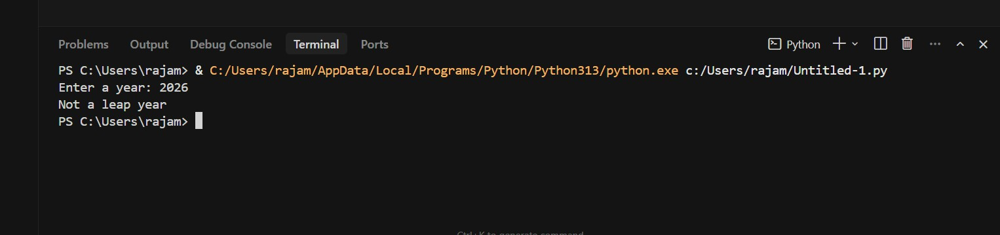 Problems Output Debug Console Terminal Ports Python
PS C:\Users\rajam> & C:/Users/rajam/AppData/Local/Programs/Python/Python313/python.exe c:/Users/rajam/Untitled-1.py
Enter a year: 2026
Not a leap year
PS C:\Users\rajam>
Ctrl+K to generate command